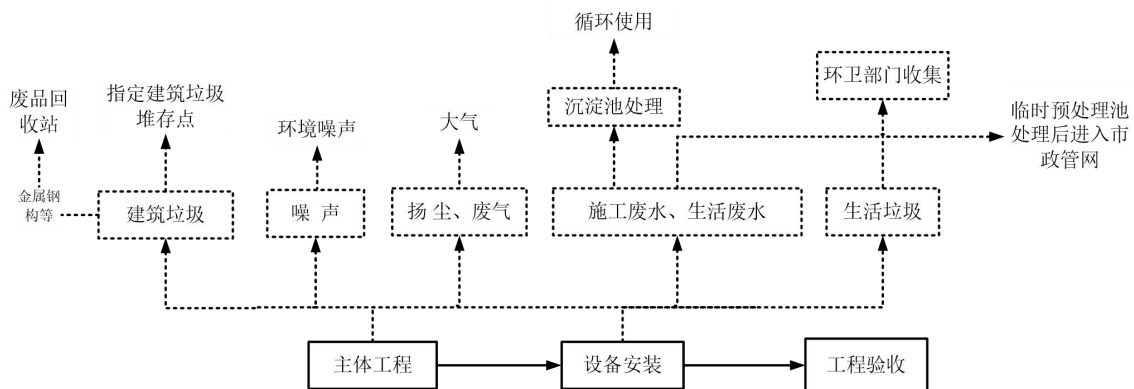 循环使用
环卫部门收集
废品回
收站
指定建筑垃圾
堆存点
环境噪声
大气
沉淀池处理
临时预处理池
处理后进入市
政管网
金属钢
构等
建筑垃圾
噪 声
扬 尘、废气
施工废水、生活废水
生活垃圾
主体工程
设备安装
工程验收